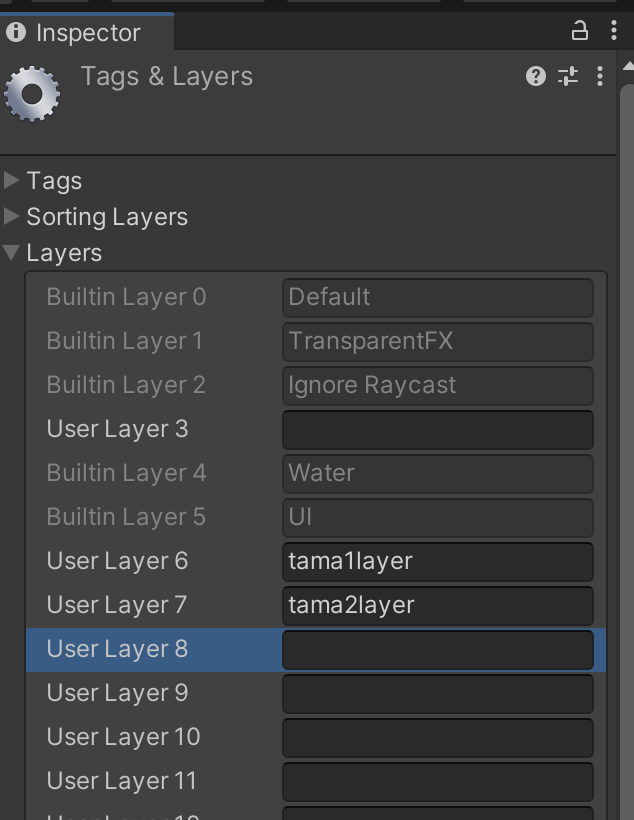 Inspector
Tags & Layers
Tags
Sorting Layers
Layers
Builtin Layer 0 Default
Builtin Layer 1 TransparentFX
Builtin Layer 2 Ignore Raycast
User Layer 3
Builtin Layer 4 Water
Builtin Layer 5 UI
User Layer 6 tama1layer
User Layer 7 tama2layer
User Layer 8
User Layer 9
User Layer 10
User Layer 11